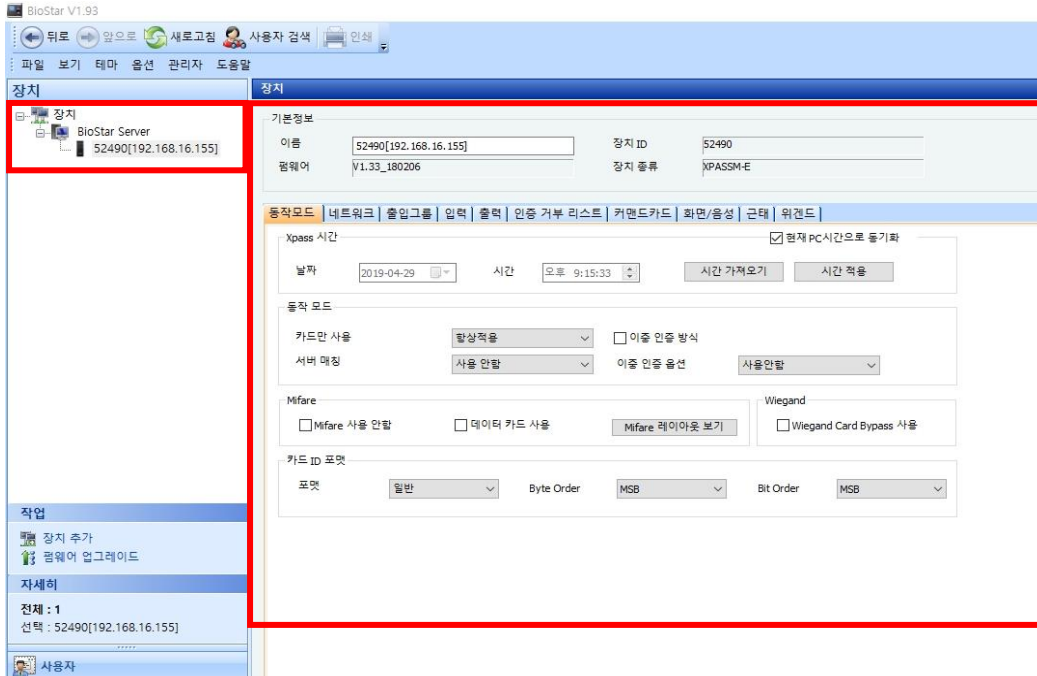 BioStar V1.93
뒤로 앞으로 새로고침 사용자 검색 인쇄
파일 보기 테마 옵션 관리자 도움말
장치
장치
BioStar Server
52490[192.168.16.155]
작업
장치 추가
펌웨어 업그레이드
자세히
전체 : 1
선택 : 52490[192.168.16.155]
사용자
장치
기본정보
이름 52490[192.168.16.155] 장치 ID 52490
펌웨어 V1.33_180206 장치 종류 XPASSM-E
동작모드 네트워크 출입그룹 입력 출력 인증 거부 리스트 커맨드카드 화면/음성 근태 위겐드
Xpass 시간 현재 PC시간으로 동기화
날짜 2019-04-29 시간 오후 9:15:33 시간 가져오기 시간 적용
동작 모드
카드만 사용 항상적용 이중 인증 방식
서버 매칭 사용 안함 이중 인증 옵션 사용안함
Mifare Wiegand
Mifare 사용 안함 데이터 카드 사용 Mifare 레이아웃 보기 Wiegand Card Bypass 사용
카드 ID 포맷
포맷 일반 Byte Order MSB Bit Order MSB